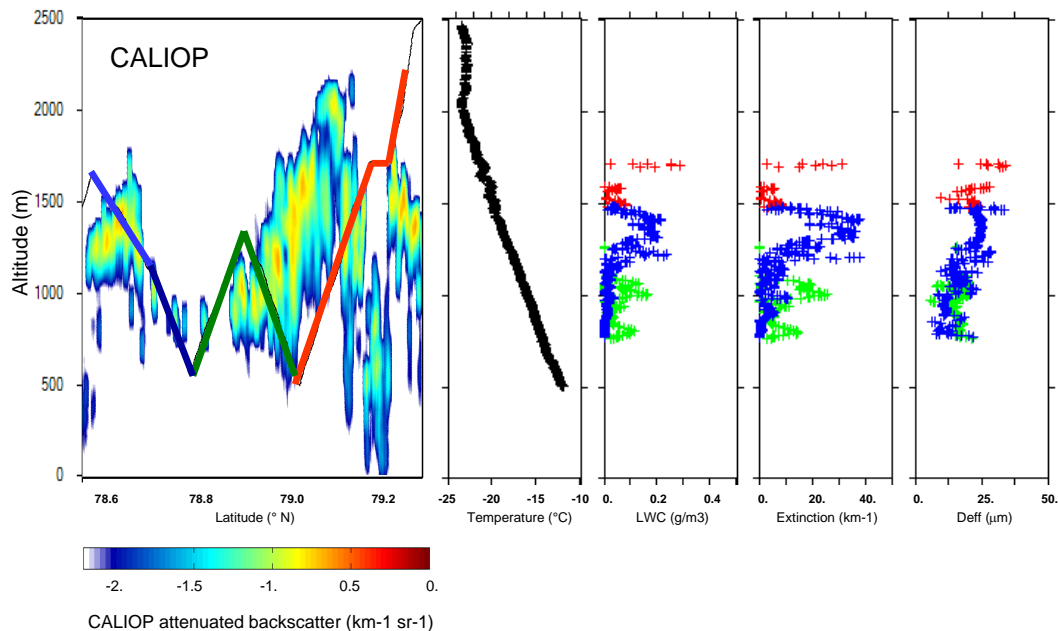 CALIOP
Altitude (m)
2500
2000
1500
1000
500
0
78.6 78.8 79.0 79.2
Latitude (° N)
-25 -20 -15 -10
Temperature (°C)
0. 0.2 0.4
LWC (g/m3)
0. 20. 40.
Extinction (km-1)
0. 25. 50.
Deff (μm)
-2. -1.5 -1. 0.5 0.
CALIOP attenuated backscatter (km-1 sr-1)